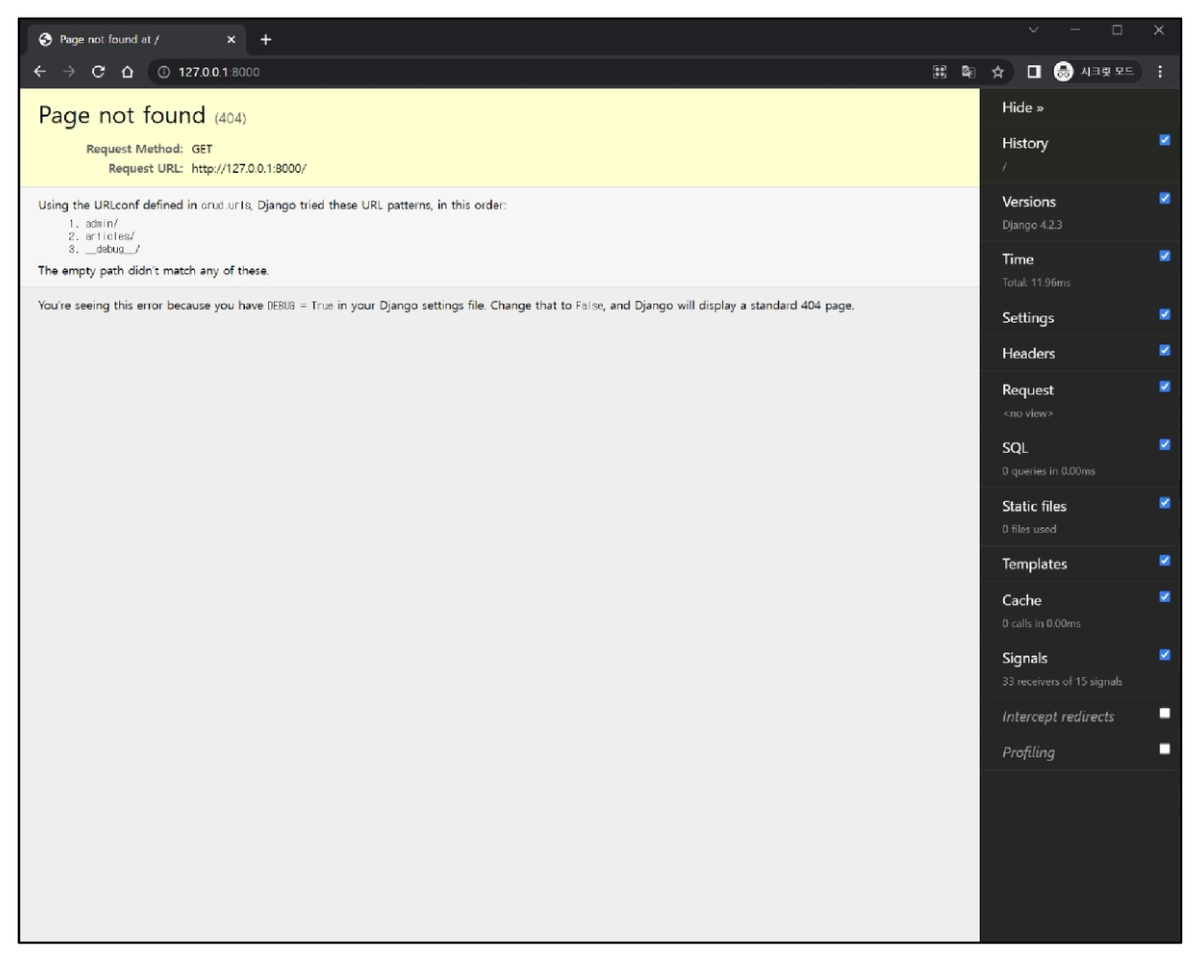 Page not found at /
127.0.0.1:8000
시크릿 모드
Page not found (404)
Request Method: GET
Request URL: http://127.0.0.1:8000/
Using the URLconf defined in crud.urls, Django tried these URL patterns, in this order:
1. admin/
2. articles/
3. __debug__/
The empty path didn't match any of these.
You're seeing this error because you have DEBUG = True in your Django settings file. Change that to False, and Django will display a standard 404 page.
Hide »
History
/
Versions
Django 4.2.3
Time
Total: 11.96ms
Settings
Headers
Request
<no view>
SQL
0 queries in 0.00ms
Static files
0 files used
Templates
Cache
0 calls in 0.00ms
Signals
33 receivers of 15 signals
Intercept redirects
Profiling